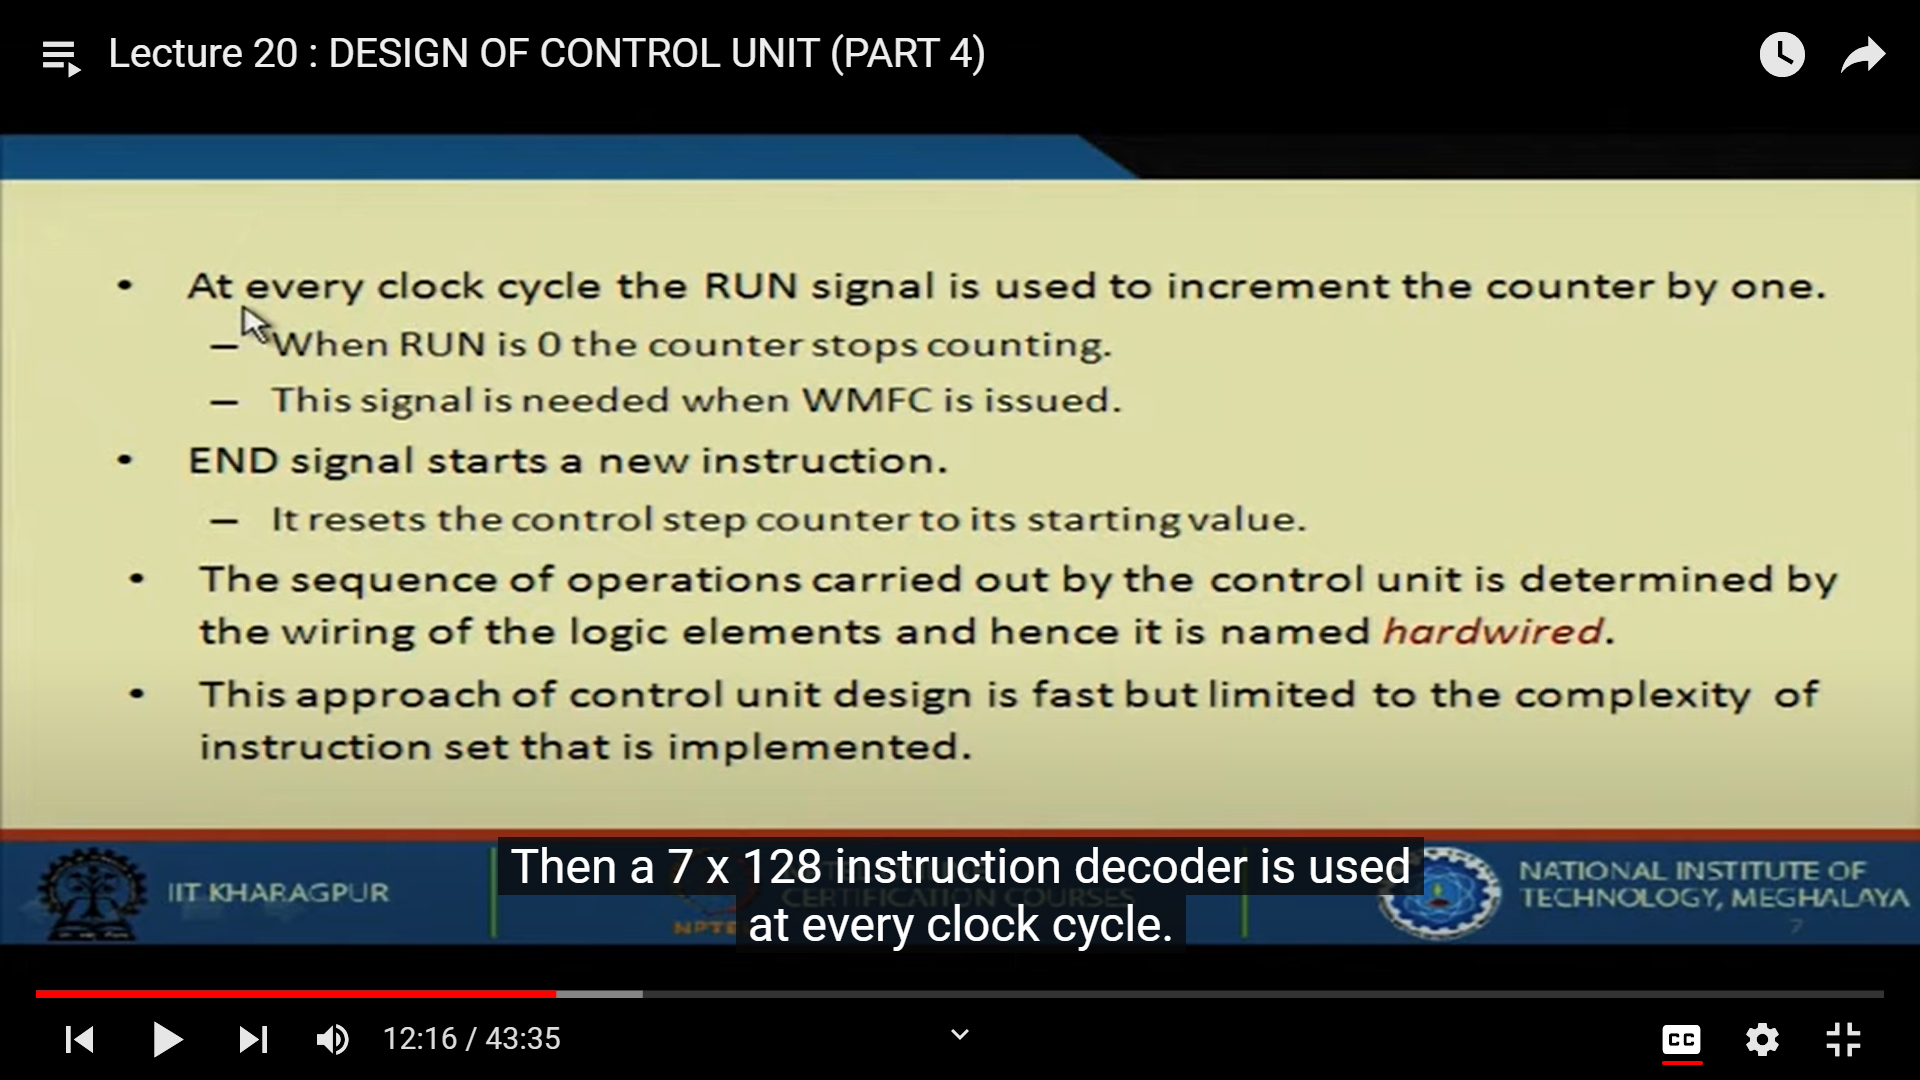 Lecture 20 : DESIGN OF CONTROL UNIT (PART 4)
• At every clock cycle the RUN signal is used to increment the counter by one.
– When RUN is 0 the counter stops counting.
– This signal is needed when WMFC is issued.
• END signal starts a new instruction.
– It resets the control step counter to its starting value.
• The sequence of operations carried out by the control unit is determined by
the wiring of the logic elements and hence it is named hardwired.
• This approach of control unit design is fast but limited to the complexity of
instruction set that is implemented.
Then a 7 x 128 instruction decoder is used
at every clock cycle.
IIT KHARAGPUR
CERTIFICATION COURSES
NATIONAL INSTITUTE OF
TECHNOLOGY, MEGHALAYA
7
12:16 / 43:35
CC